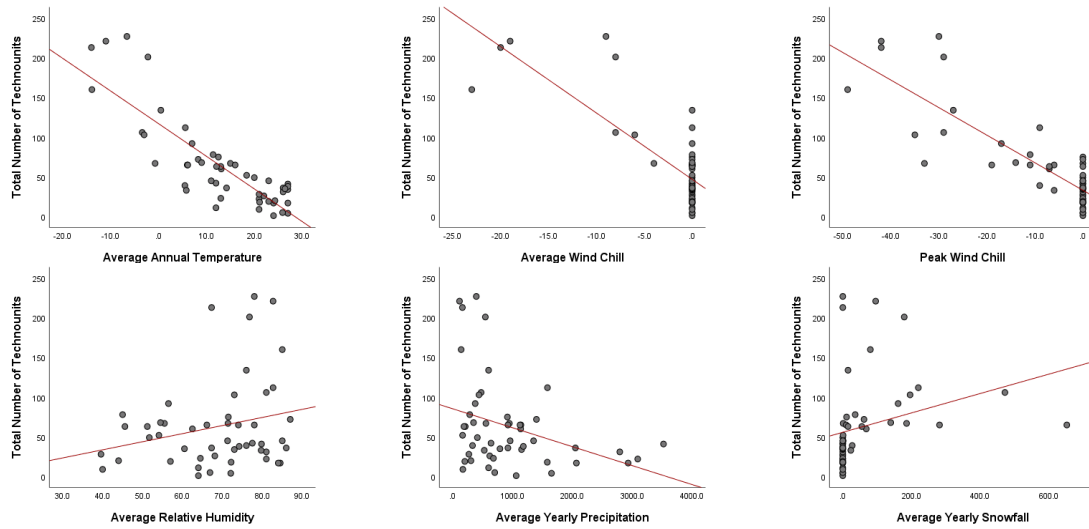 Total Number of Technounits
250
200
150
100
50
0
-20.0 -10.0 .0 10.0 20.0 30.0
Average Annual Temperature
Total Number of Technounits
250
200
150
100
50
0
-25.0 -20.0 -15.0 -10.0 -5.0 .0
Average Wind Chill
Total Number of Technounits
250
200
150
100
50
0
-50.0 -40.0 -30.0 -20.0 -10.0 .0
Peak Wind Chill
Total Number of Technounits
250
200
150
100
50
0
30.0 40.0 50.0 60.0 70.0 80.0 90.0
Average Relative Humidity
Total Number of Technounits
250
200
150
100
50
0
.0 1000.0 2000.0 3000.0 4000.0
Average Yearly Precipitation
Total Number of Technounits
250
200
150
100
50
0
.0 200.0 400.0 600.0
Average Yearly Snowfall